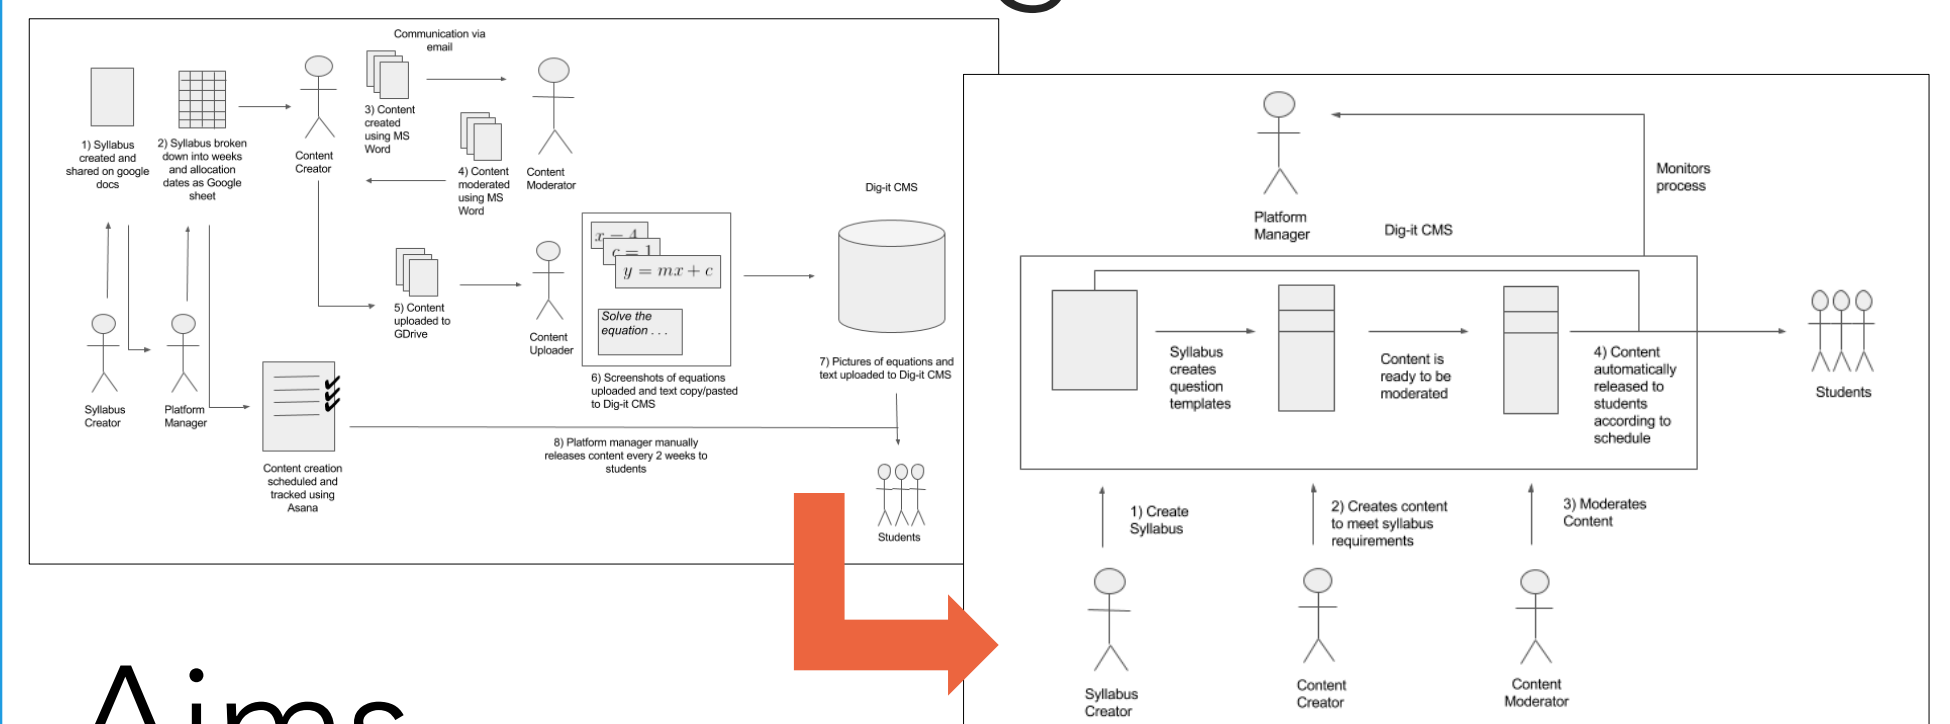 Communication via
email
1) Syllabus
created and
shared on google
docs
2) Syllabus broken
down into weeks
and allocation
dates as Google
sheet
Content
Creator
3) Content
created
using MS
Word
4) Content
moderated
using MS
Word
Content
Moderator
Syllabus
Creator
Platform
Manager
Content creation
scheduled and
tracked using
Asana
5) Content
uploaded to
GDrive
Content
Uploader
x = 4
c = 1
y = mx + c
Solve the
equation . . .
6) Screenshots of equations
uploaded and text copy/pasted
to Dig-it CMS
Dig-it CMS
7) Pictures of equations and
text uploaded to Dig-it CMS
8) Platform manager manually
releases content every 2 weeks to
students
Students
Platform
Manager
Monitors
process
Dig-it CMS
Syllabus
creates
question
templates
Content is
ready to be
moderated
4) Content
automatically
released to
students
according to
schedule
Students
1) Create
Syllabus
2) Creates content
to meet syllabus
requirements
3) Moderates
Content
Syllabus
Creator
Content
Creator
Content
Moderator
Aims